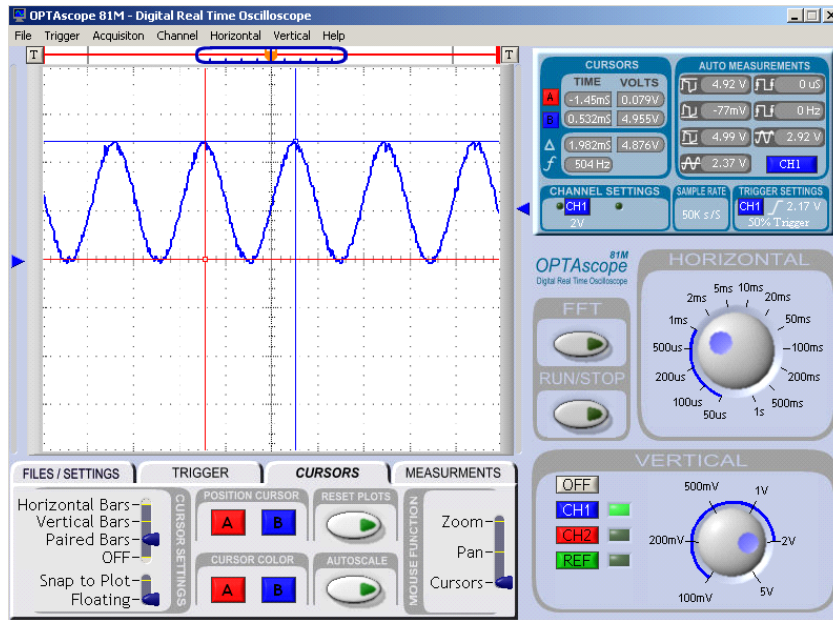 OPTAscope 81M - Digital Real Time Oscilloscope
File Trigger Acquisiton Channel Horizontal Vertical Help
T T
CURSORS
TIME VOLTS
A -1.45mS 0.079V
B 0.532mS 4.955V
Δ 1.982mS 4.876V
f 504 Hz
AUTO MEASUREMENTS
4.92 V 0 uS
-77mV 0 Hz
4.99 V 2.92 V
2.37 V CH1
CHANNEL SETTINGS
CH1
2V
SAMPLE RATE
50K s/S
TRIGGER SETTINGS
CH1 2.17 V
50% Trigger
81M
OPTAscope
Digital Real Time Oscilloscope
FFT
RUN/STOP
HORIZONTAL
50us
100us
200us
500us
1ms
2ms
5ms
10ms
20ms
50ms
100ms
200ms
500ms
1s
FILES / SETTINGS TRIGGER CURSORS MEASURMENTS
Horizontal Bars
Vertical Bars
Paired Bars
OFF
Snap to Plot
Floating
CURSOR SETTINGS
POSITION CURSOR
A B
CURSOR COLOR
A B
RESET PLOTS
AUTOSCALE
MOUSE FUNCTION
Zoom
Pan
Cursors
VERTICAL
OFF
CH1
CH2
REF
100mV
200mV
500mV
1V
2V
5V